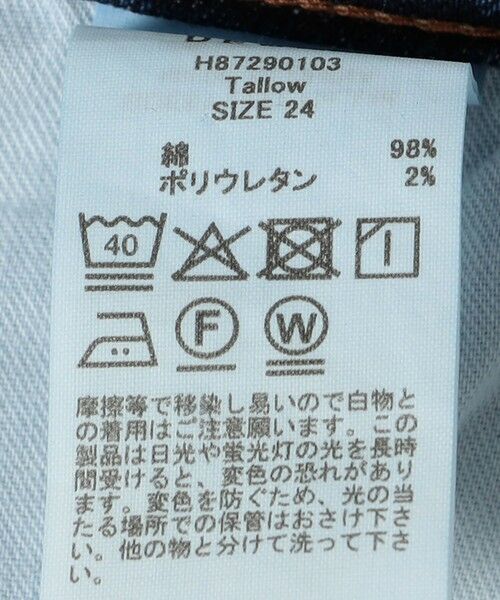 H87290103
Tallow
SIZE 24
綿 98%
ポリウレタン 2%
40
F
W
摩擦等で移染し易いので白物と
の着用はご注意願います。この
製品は日光や蛍光灯の光を長時
間受けると、変色の恐れがあり
ます。変色を防ぐため、光の当
たる場所での保管はおさけ下さ
い。他の物と分けて洗って下さ
い。